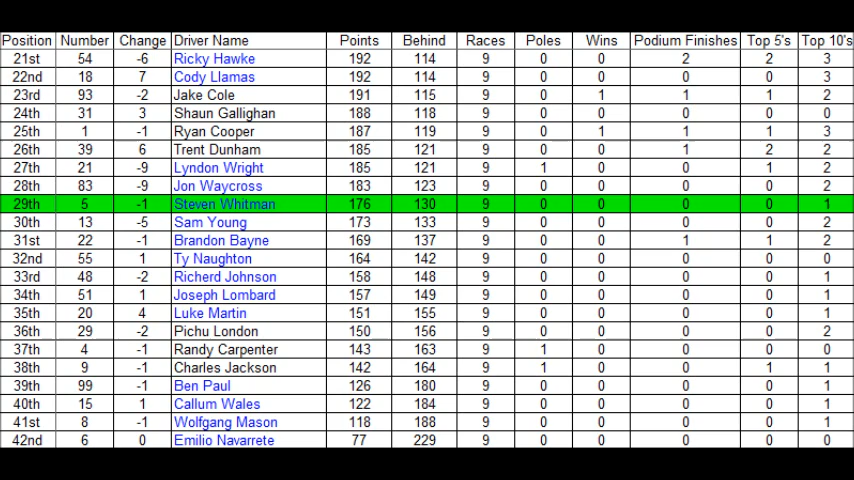 Position Number Change Driver Name Points Behind Races Poles Wins Podium Finishes Top 5's Top 10's
21st 54 -6 Ricky Hawke 192 114 9 0 0 2 2 3
22nd 18 7 Cody Llamas 192 114 9 0 0 0 0 3
23rd 93 -2 Jake Cole 191 115 9 0 1 1 1 2
24th 31 3 Shaun Gallighan 188 118 9 0 0 0 0 0
25th 1 -1 Ryan Cooper 187 119 9 0 1 1 1 3
26th 39 6 Trent Dunham 185 121 9 0 0 1 2 2
27th 21 -9 Lyndon Wright 185 121 9 1 0 0 1 2
28th 83 -9 Jon Waycross 183 123 9 0 0 0 0 2
29th 5 -1 Steven Whitman 176 130 9 0 0 0 0 1
30th 13 -5 Sam Young 173 133 9 0 0 0 0 2
31st 22 -1 Brandon Bayne 169 137 9 0 0 1 1 2
32nd 55 1 Ty Naughton 164 142 9 0 0 0 0 0
33rd 48 -2 Richerd Johnson 158 148 9 0 0 0 0 1
34th 51 1 Joseph Lombard 157 149 9 0 0 0 0 1
35th 20 4 Luke Martin 151 155 9 0 0 0 0 1
36th 29 -2 Pichu London 150 156 9 0 0 0 0 2
37th 4 -1 Randy Carpenter 143 163 9 1 0 0 0 0
38th 9 -1 Charles Jackson 142 164 9 1 0 0 1 1
39th 99 -1 Ben Paul 126 180 9 0 0 0 0 1
40th 15 1 Callum Wales 122 184 9 0 0 0 0 1
41st 8 -1 Wolfgang Mason 118 188 9 0 0 0 0 1
42nd 6 0 Emilio Navarrete 77 229 9 0 0 0 0 0